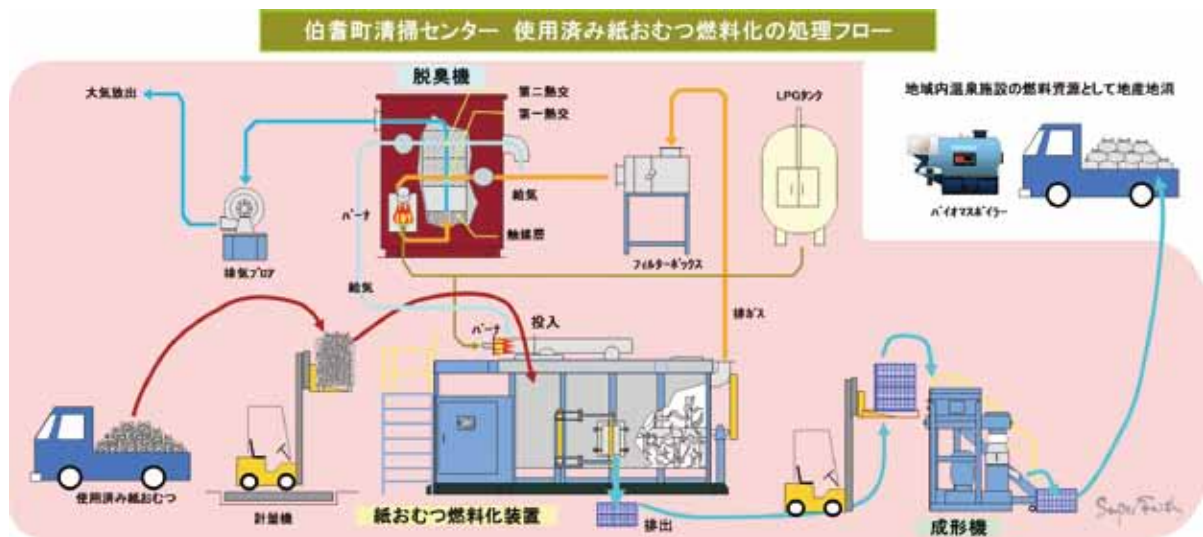 伯耆町清掃センター 使用済み紙おむつ燃料化の処理フロー
脱臭機
大気放出
第二熱交
第一熱交
LPGタンク
地域内温泉施設の燃料資源として地産地消
給気
バーナ
触媒層
フィルターボックス
バイオマスボイラー
排気ブロア
給気
排ガス
バーナ
投入
使用済み紙おむつ
計量機
紙おむつ燃料化装置
排出
成形機
Super Faith